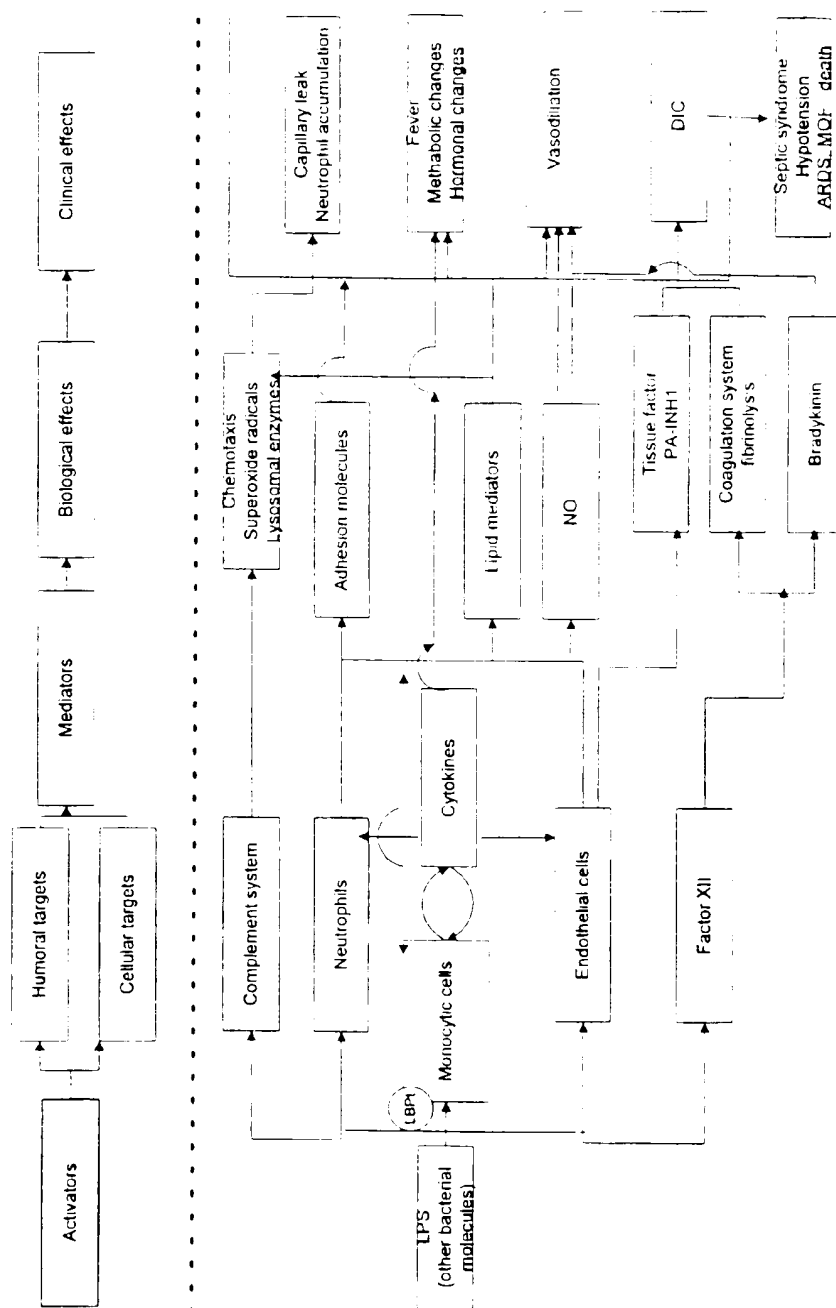 Activators
Humoral targets
Cellular targets
Mediators
Biological effects
Clinical effects
LPS
(other bacterial
molecules)
LBPt
Complement system
Neutrophils
Monocytic cells
Endothelial cells
Factor XII
Cytokines
Chemotaxis
Superoxide radicals
Lysosomal enzymes
Adhesion molecules
Lipid mediators
NO
Tissue factor
PA-INH1
Coagulation system
fibrinolysis
Bradykinin
Capillary leak
Neutrophil accumulation
Fever
Methabolic changes
Hormonal changes
Vasodilation
DIC
Septic syndrome
Hypotension
ARDS, MOF, death